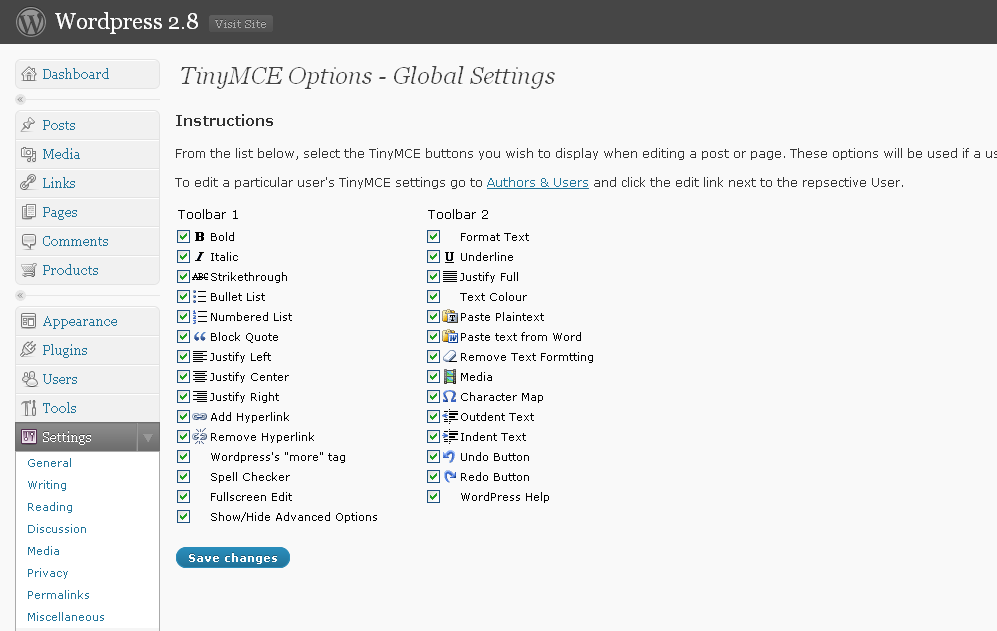 Wordpress 2.8 Visit Site
Dashboard
Posts
Media
Links
Pages
Comments
Products
Appearance
Plugins
Users
Tools
Settings
General
Writing
Reading
Discussion
Media
Privacy
Permalinks
Miscellaneous
TinyMCE Options - Global Settings
Instructions
From the list below, select the TinyMCE buttons you wish to display when editing a post or page. These options will be used if a us
To edit a particular user's TinyMCE settings go to Authors & Users and click the edit link next to the repsective User.
Toolbar 1
B Bold
I Italic
ABC Strikethrough
Bullet List
Numbered List
Block Quote
Justify Left
Justify Center
Justify Right
Add Hyperlink
Remove Hyperlink
Wordpress's "more" tag
Spell Checker
Fullscreen Edit
Show/Hide Advanced Options
Toolbar 2
Format Text
U Underline
Justify Full
Text Colour
Paste Plaintext
Paste text from Word
Remove Text Formtting
Media
Ω Character Map
Outdent Text
Indent Text
Undo Button
Redo Button
WordPress Help
Save changes